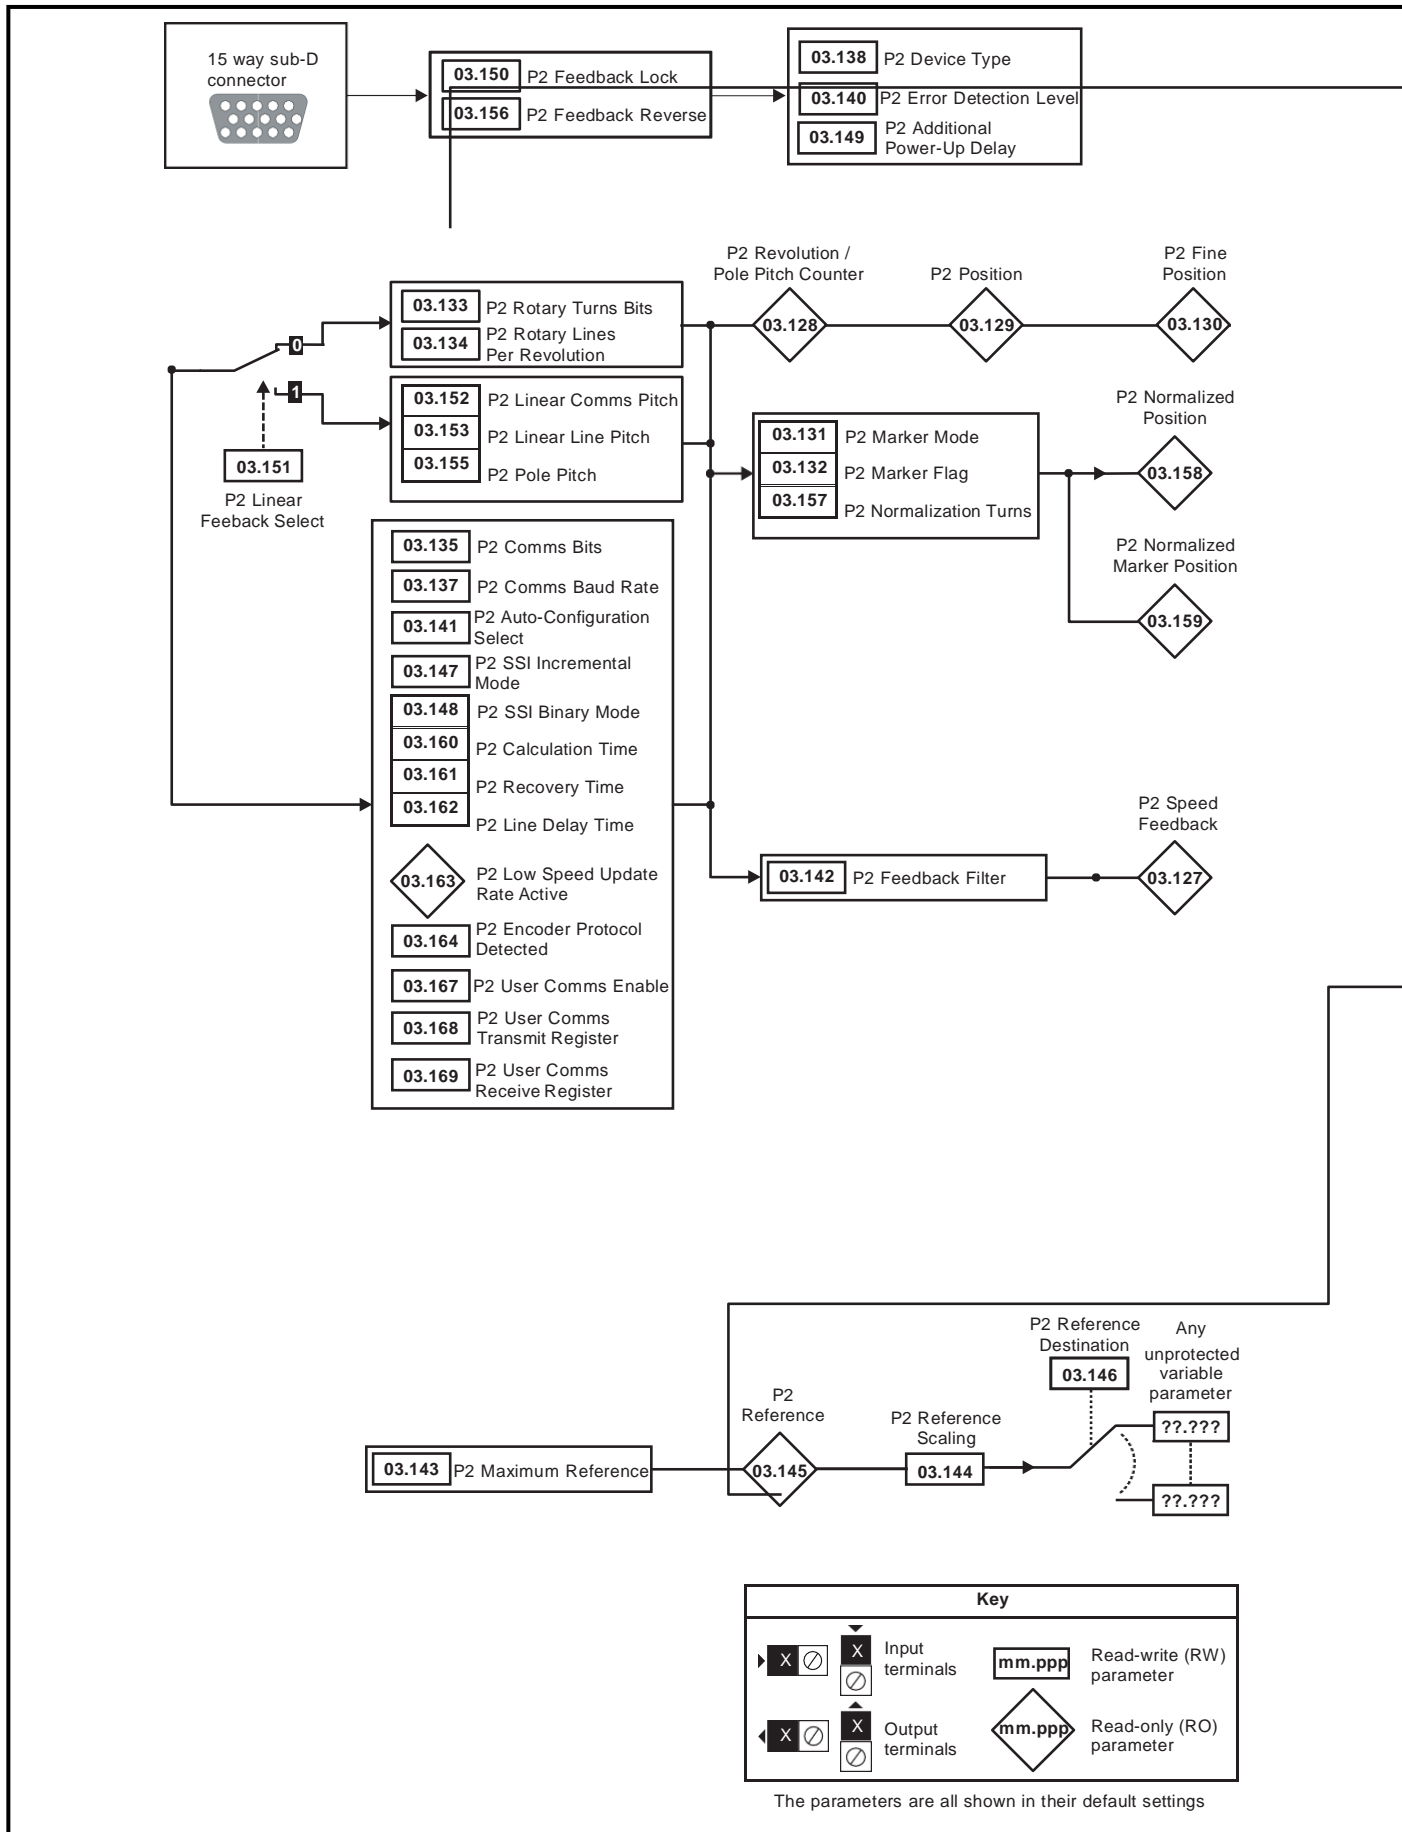 15 way sub-D
connector
03.150 P2 Feedback Lock
03.156 P2 Feedback Reverse
03.138 P2 Device Type
03.140 P2 Error Detection Level
03.149 P2 Additional
Power-Up Delay
P2 Revolution /
Pole Pitch Counter
03.128
P2 Position
03.129
P2 Fine
Position
03.130
03.133 P2 Rotary Turns Bits
03.134 P2 Rotary Lines
Per Revolution
0
1
03.151
P2 Linear
Feeback Select
03.152 P2 Linear Comms Pitch
03.153 P2 Linear Line Pitch
03.155 P2 Pole Pitch
03.131 P2 Marker Mode
03.132 P2 Marker Flag
03.157 P2 Normalization Turns
P2 Normalized
Position
03.158
P2 Normalized
Marker Position
03.159
03.135 P2 Comms Bits
03.137 P2 Comms Baud Rate
03.141 P2 Auto-Configuration
Select
03.147 P2 SSI Incremental
Mode
03.148 P2 SSI Binary Mode
03.160 P2 Calculation Time
03.161 P2 Recovery Time
03.162 P2 Line Delay Time
03.163 P2 Low Speed Update
Rate Active
03.164 P2 Encoder Protocol
Detected
03.167 P2 User Comms Enable
03.168 P2 User Comms
Transmit Register
03.169 P2 User Comms
Receive Register
03.142 P2 Feedback Filter
P2 Speed
Feedback
03.127
03.143 P2 Maximum Reference
P2
Reference
03.145
P2 Reference
Scaling
03.144
P2 Reference
Destination
03.146
Any
unprotected
variable
parameter
??.???
??.???
Key
X
X
Input
terminals
mm.ppp
Read-write (RW)
parameter
X
X
Output
terminals
mm.ppp
Read-only (RO)
parameter
The parameters are all shown in their default settings